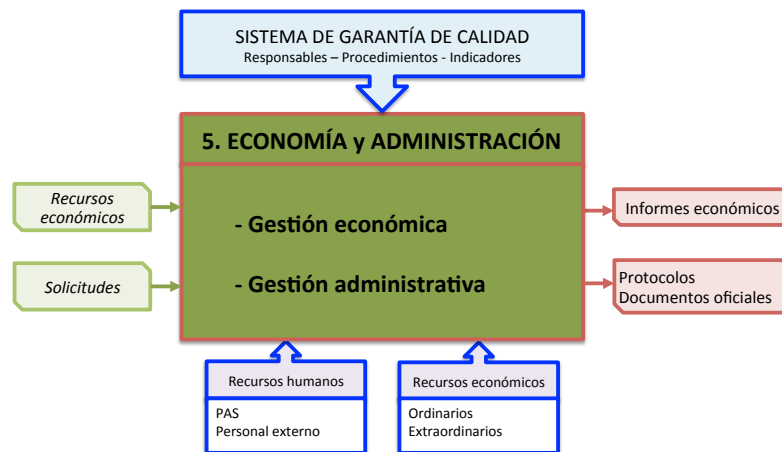 SISTEMA DE GARANTÍA DE CALIDAD
Responsables – Procedimientos - Indicadores
5. ECONOMÍA y ADMINISTRACIÓN
Recursos
económicos
Solicitudes
- Gestión económica
- Gestión administrativa
Informes económicos
Protocolos
Documentos oficiales
Recursos humanos
PAS
Personal externo
Recursos económicos
Ordinarios
Extraordinarios